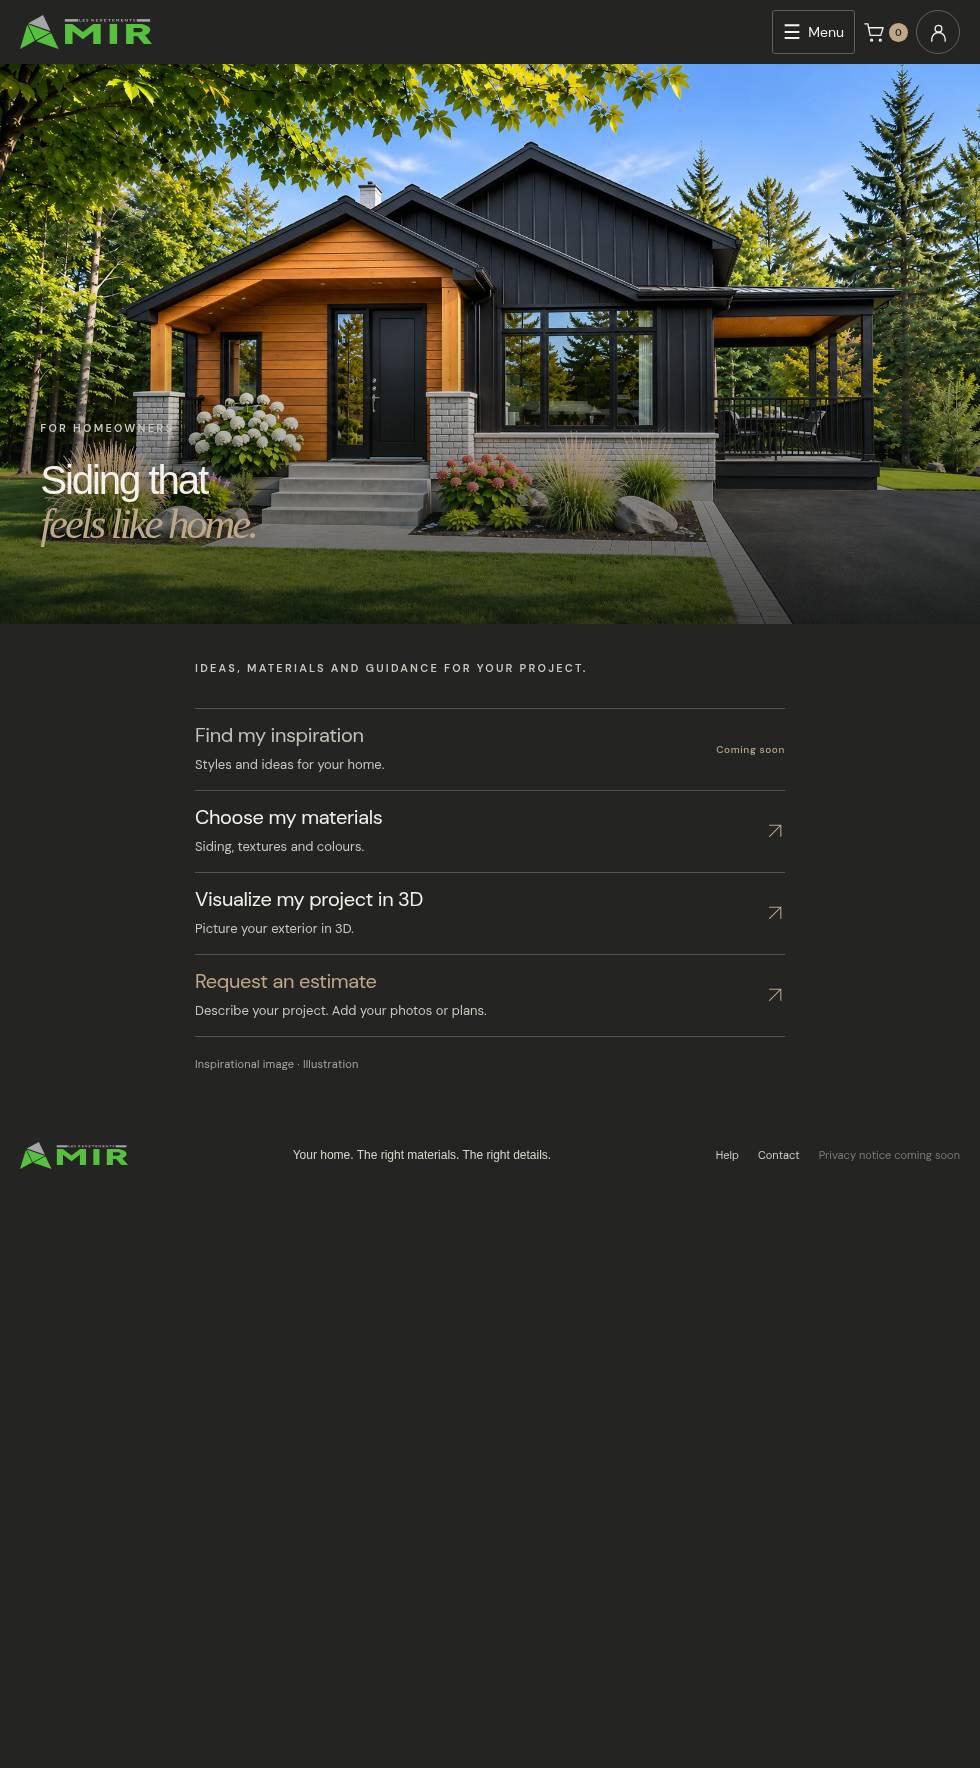 LES REVÊTEMENTS
MIR
Menu
0
FOR HOMEOWNERS
Siding that
feels like home.
IDEAS, MATERIALS AND GUIDANCE FOR YOUR PROJECT.
Find my inspiration
Styles and ideas for your home.
Coming soon
Choose my materials
Siding, textures and colours.
Visualize my project in 3D
Picture your exterior in 3D.
Request an estimate
Describe your project. Add your photos or plans.
Inspirational image · Illustration
LES REVÊTEMENTS
MIR
Your home. The right materials. The right details.
Help
Contact
Privacy notice coming soon